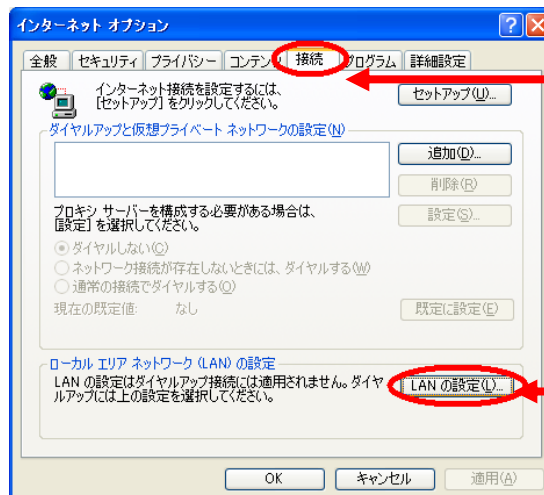 インターネット オプション
全般 セキュリティ プライバシー コンテンツ 接続 プログラム 詳細設定
インターネット接続を設定するには、
[セットアップ] をクリックしてください。
セットアップ(U)...
ダイヤルアップと仮想プライベート ネットワークの設定(N)
追加(D)...
削除(R)
プロキシ サーバーを構成する必要がある場合は、
[設定] を選択してください。
設定(S)...
ダイヤルしない(C)
ネットワーク接続が存在しないときには、ダイヤルする(W)
通常の接続でダイヤルする(O)
現在の既定値: なし
既定に設定(E)
ローカル エリア ネットワーク (LAN) の設定
LAN の設定はダイヤルアップ接続には適用されません。ダイヤ
ルアップには上の設定を選択してください。
LAN の設定(L)...
OK キャンセル 適用(A)